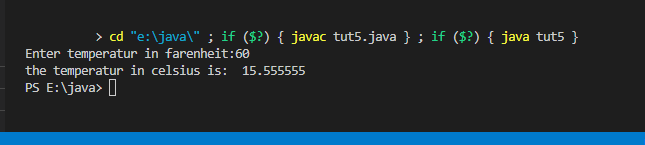 > cd "e:\java\" ; if ($?) { javac tut5.java } ; if ($?) { java tut5 }
Enter temperatur in farenheit:60
the temperatur in celsius is:  15.555555
PS E:\java>